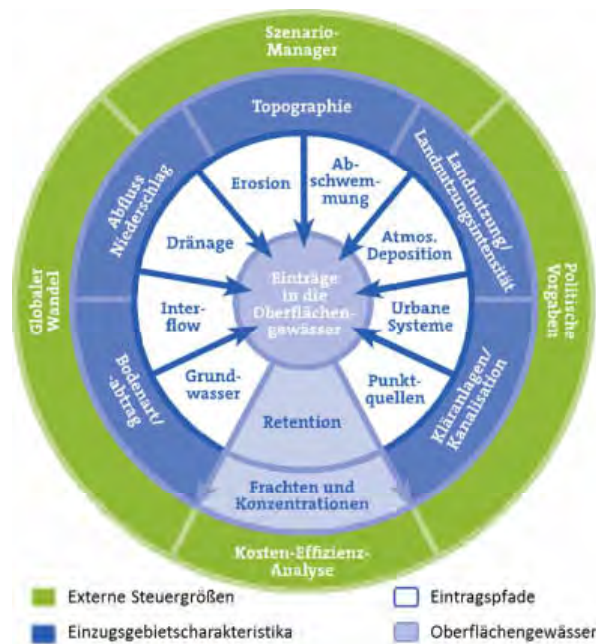 Szenario-
Manager
Topographie
Abfluss
Niederschlag
Landnutzung/
Landnutzungsintensität
Globaler
Wandel
Politische
Vorgaben
Erosion
Ab-
schwem-
mung
Dränage
Atmos.
Deposition
Einträge
in die
Oberflächen-
gewässer
Inter-
flow
Urbane
Systeme
Grund-
wasser
Punkt-
quellen
Bodenart/
-abtrag
Kläranlagen/
Kanalisation
Retention
Frachten und
Konzentrationen
Kosten-Effizienz-
Analyse
Externe Steuergrößen
Eintragspfade
Einzugsgebietscharakteristika
Oberflächengewässer